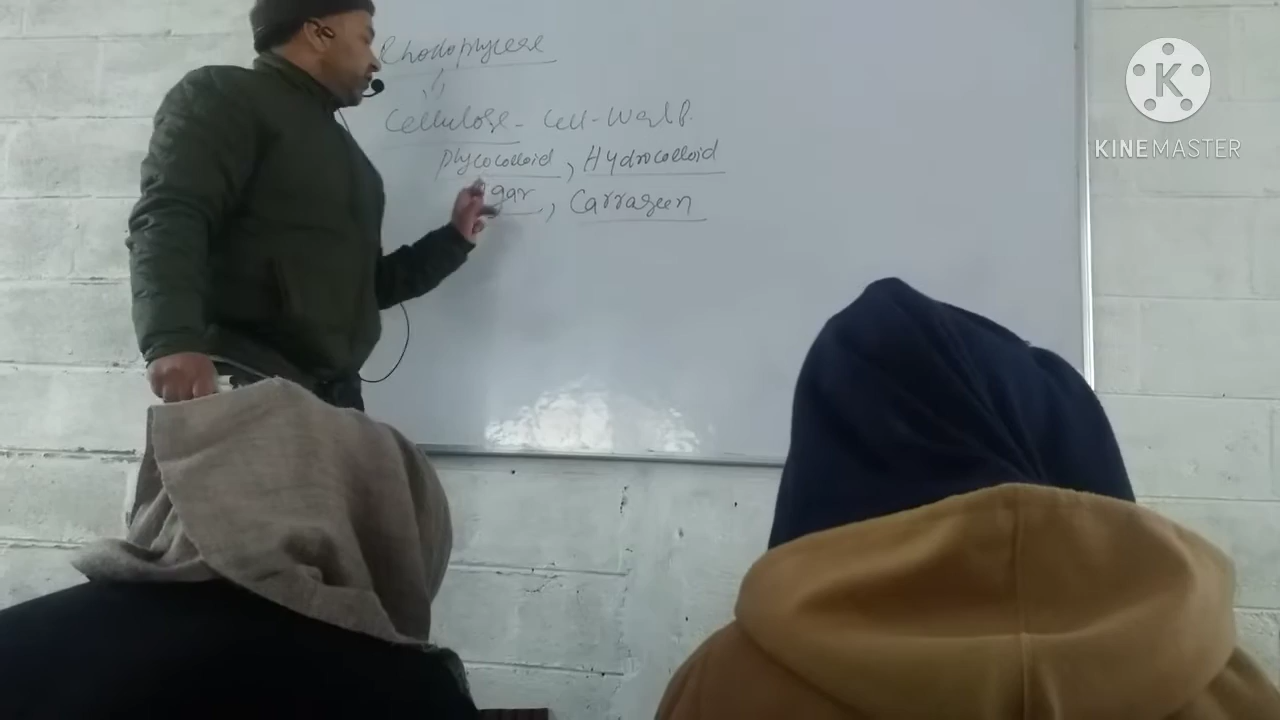 Rhodophyceae
Cellulose - Cell-Wall P.
Phycocolloid, Hydrocolloid
agar, Carrageen
K
KINEMASTER